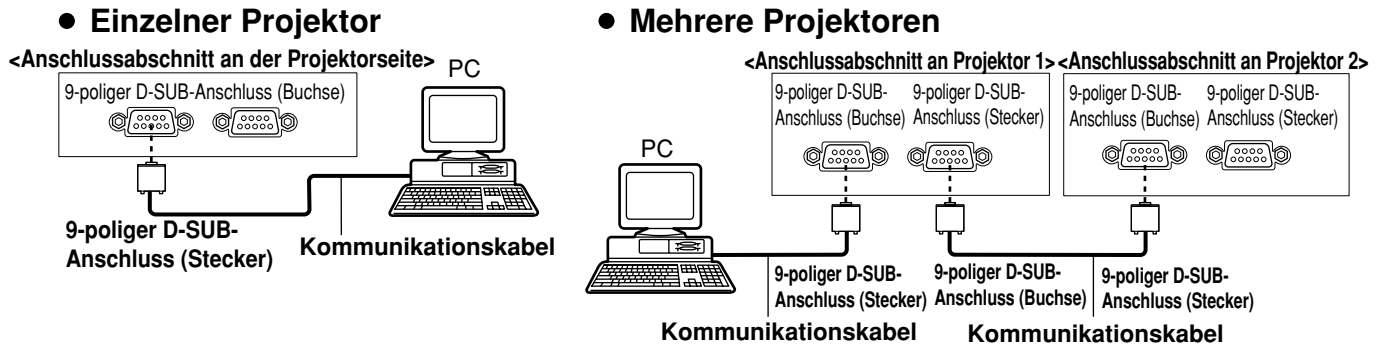 ● Einzelner Projektor
<Anschlussabschnitt an der Projektorseite>
PC
9-poliger D-SUB-Anschluss (Buchse)
9-poliger D-SUB-
Anschluss (Stecker)
Kommunikationskabel
● Mehrere Projektoren
<Anschlussabschnitt an Projektor 1>
<Anschlussabschnitt an Projektor 2>
9-poliger D-SUB-
Anschluss (Buchse)
9-poliger D-SUB-
Anschluss (Stecker)
9-poliger D-SUB-
Anschluss (Buchse)
9-poliger D-SUB-
Anschluss (Stecker)
PC
9-poliger D-SUB-
Anschluss (Stecker)
9-poliger D-SUB-
Anschluss (Buchse)
9-poliger D-SUB-
Anschluss (Stecker)
Kommunikationskabel
Kommunikationskabel